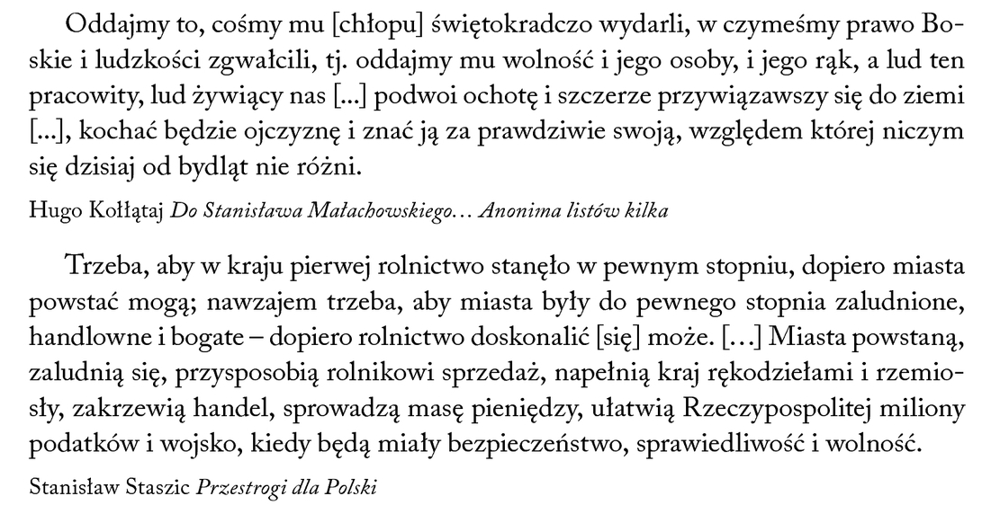 Oddajmy to, cośmy mu [chłopu] świętokradczo wydarli, w czymeśmy prawo Bo-
skie i ludzkości zgwałcili, tj. oddajmy mu wolność i jego osoby, i jego rąk, a lud ten
pracowity, lud żywiący nas [...] podwoi ochotę i szczerze przywiązawszy się do ziemi
[...], kochać będzie ojczyznę i znać ją za prawdziwie swoją, względem której niczym
się dzisiaj od bydląt nie różni.
Hugo Kołłątaj Do Stanisława Małachowskiego… Anonima listów kilka
Trzeba, aby w kraju pierwej rolnictwo stanęło w pewnym stopniu, dopiero miasta
powstać mogą; nawzajem trzeba, aby miasta były do pewnego stopnia zaludnione,
handlowne i bogate – dopiero rolnictwo doskonalić [się] może. […] Miasta powstaną,
zaludnią się, przysposobią rolnikowi sprzedaż, napełnią kraj rękodziełami i rzemio-
sły, zakrzewią handel, sprowadzą masę pieniędzy, ułatwią Rzeczypospolitej miliony
podatków i wojsko, kiedy będą miały bezpieczeństwo, sprawiedliwość i wolność.
Stanisław Staszic Przestrogi dla Polski